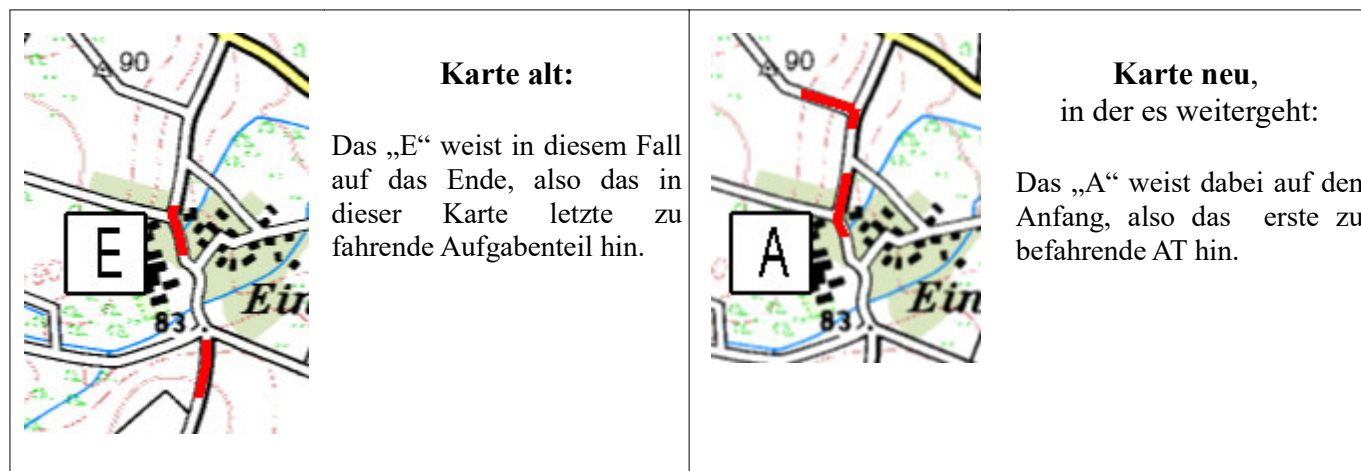 90
E
83
Ein
Karte alt:
Das „E“ weist in diesem Fall
auf das Ende, also das in
dieser Karte letzte zu
fahrende Aufgabenteil hin.
90
A
83
Ein
Karte neu,
in der es weitergeht:
Das „A“ weist dabei auf den
Anfang, also das erste zu
befahrende AT hin.